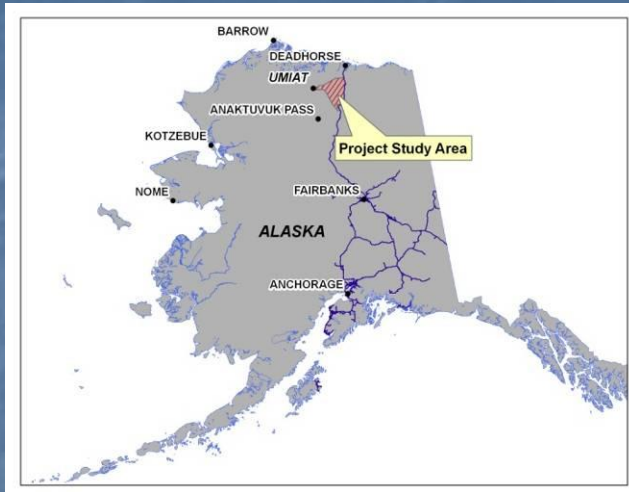 BARROW
DEADHORSE
UMIAT
ANAKTUVUK PASS
KOTZEBUE
Project Study Area
NOME
FAIRBANKS
ALASKA
ANCHORAGE